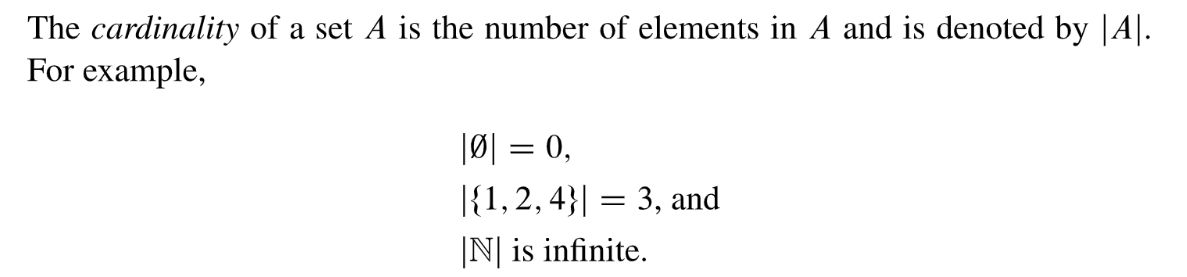 The cardinality of a set A is the number of elements in A and is denoted by |A|.
For example,
|∅| = 0,
|{1, 2, 4}| = 3, and
|ℕ| is infinite.